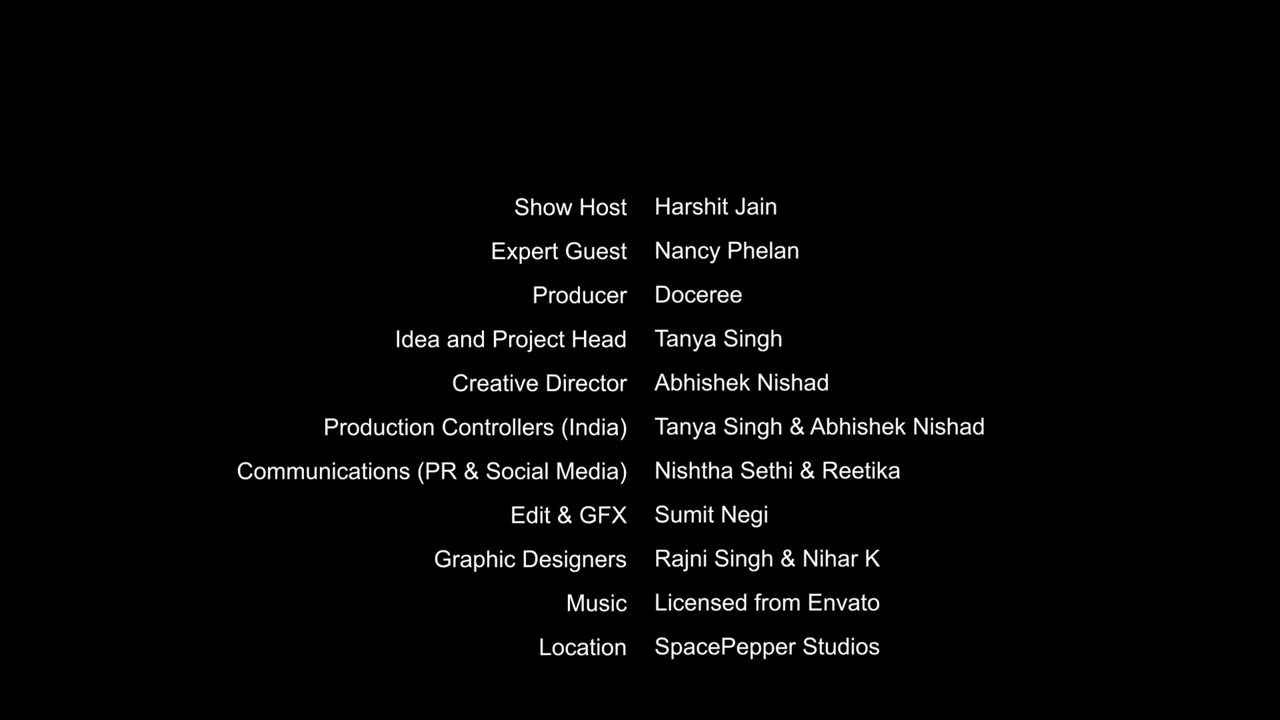 Show Host Harshit Jain
Expert Guest Nancy Phelan
Producer Doceree
Idea and Project Head Tanya Singh
Creative Director Abhishek Nishad
Production Controllers (India) Tanya Singh & Abhishek Nishad
Communications (PR & Social Media) Nishtha Sethi & Reetika
Edit & GFX Sumit Negi
Graphic Designers Rajni Singh & Nihar K
Music Licensed from Envato
Location SpacePepper Studios